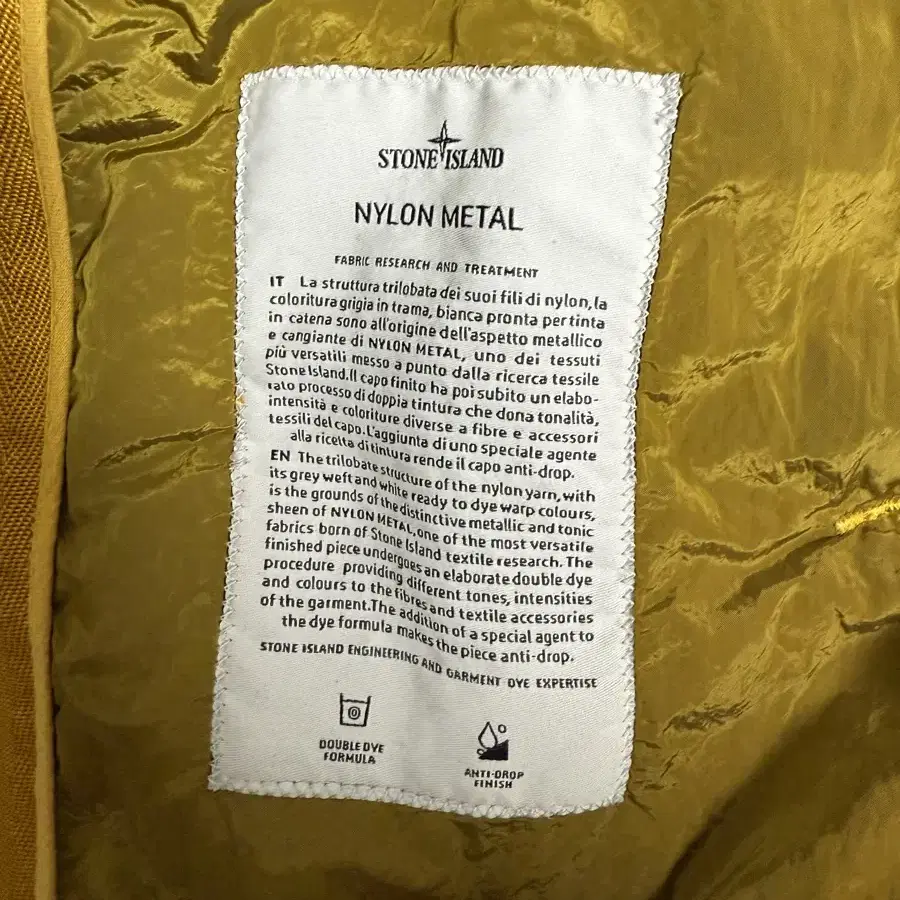 STONE ISLAND
NYLON METAL
FABRIC RESEARCH AND TREATMENT
IT La struttura trilobata dei suoi fili di nylon, la
coloritura grigia in trama, bianca pronta per tinta
in catena sono all'origine dell'aspetto metallico
e cangiante di NYLON METAL, uno dei tessuti
più versatili messo a punto dalla ricerca tessile
Stone Island. Il capo finito ha poi subito un elabo-
rato processo di doppia tintura che dona tonalità,
intensità e coloriture diverse a fibre e accessori
tessili del capo. L'aggiunta di uno speciale agente
alla ricetta di tintura rende il capo anti-drop.
EN The trilobate structure of the nylon yarn, with
its grey weft and white ready to dye warp colours,
is the grounds of the distinctive metallic and tonic
sheen of NYLON METAL, one of the most versatile
fabrics born of Stone Island textile research. The
finished piece undergoes an elaborate double dye
procedure providing different tones, intensities
and colours to the fibres and textile accessories
of the garment. The addition of a special agent to
the dye formula makes the piece anti-drop.
STONE ISLAND ENGINEERING AND GARMENT DYE EXPERTISE
DOUBLE DYE
FORMULA
ANTI-DROP
FINISH